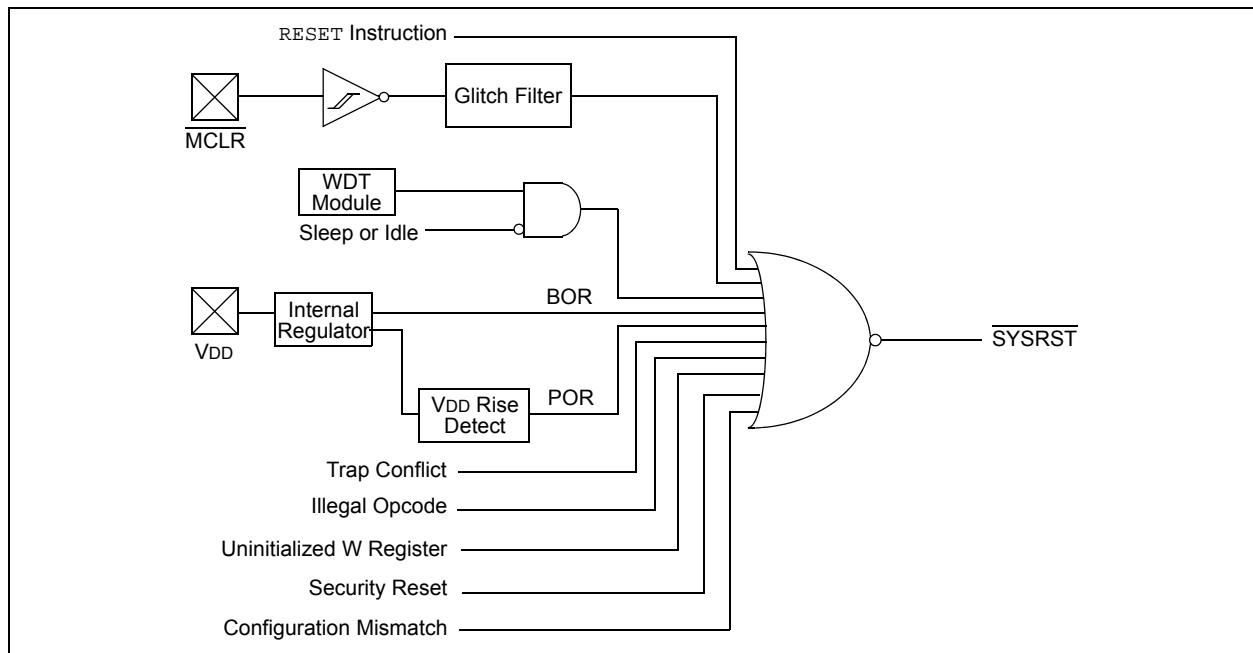 RESET Instruction
MCLR
Glitch Filter
WDT
Module
Sleep or Idle
VDD
Internal
Regulator
BOR
VDD Rise
Detect
POR
SYSRST
Trap Conflict
Illegal Opcode
Uninitialized W Register
Security Reset
Configuration Mismatch